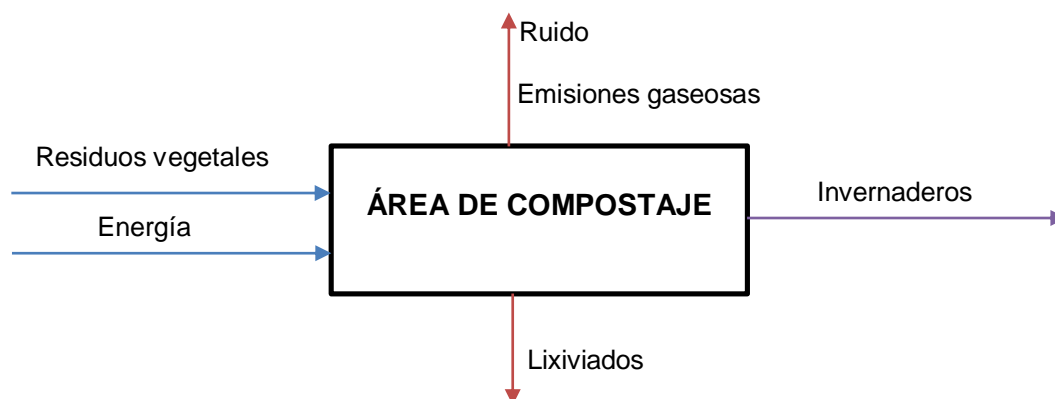 Ruido
Emisiones gaseosas
Residuos vegetales
ÁREA DE COMPOSTAJE
Invernaderos
Energía
Lixiviados